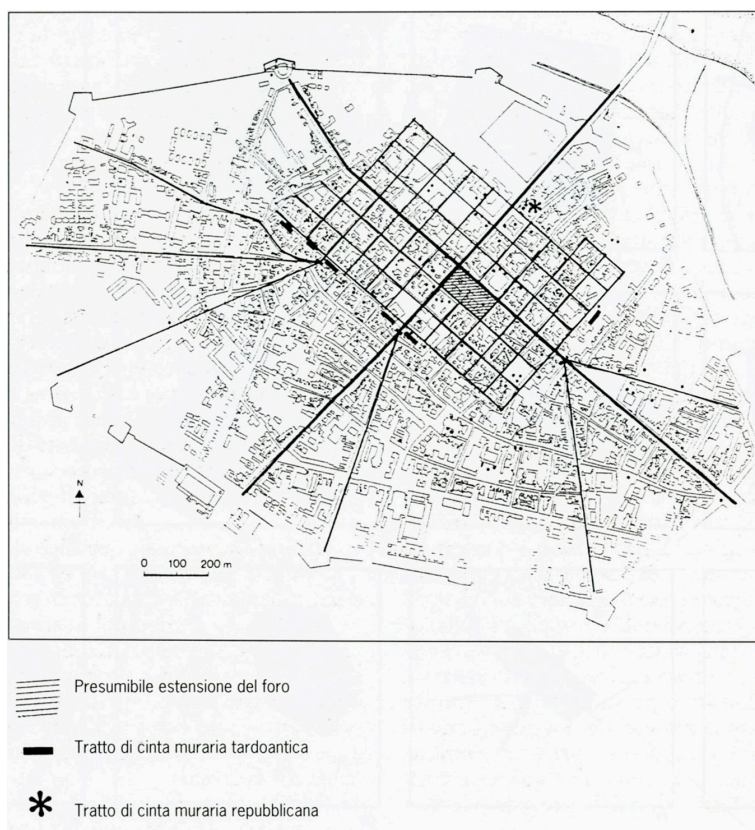 N
0 100 200 m
Presumibile estensione del foro
Tratto di cinta muraria tardoantica
Tratto di cinta muraria repubblicana